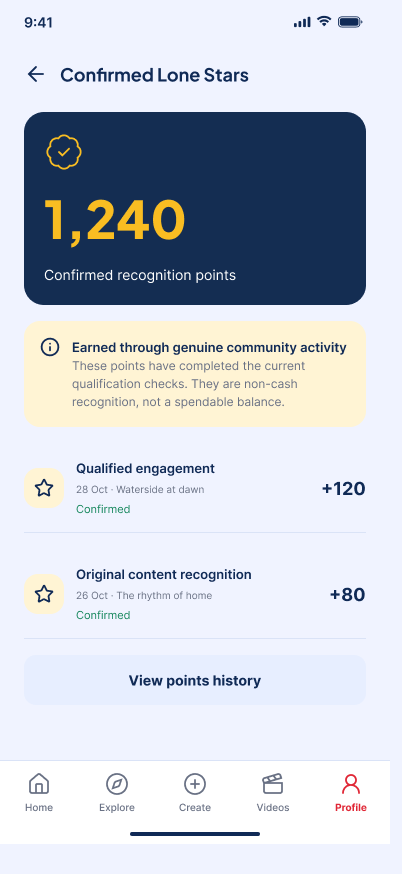 9:41
Confirmed Lone Stars
1,240
Confirmed recognition points
Earned through genuine community activity
These points have completed the current
qualification checks. They are non-cash
recognition, not a spendable balance.
Qualified engagement
28 Oct · Waterside at dawn
Confirmed
+120
Original content recognition
26 Oct · The rhythm of home
Confirmed
+80
View points history
Home
Explore
Create
Videos
Profile